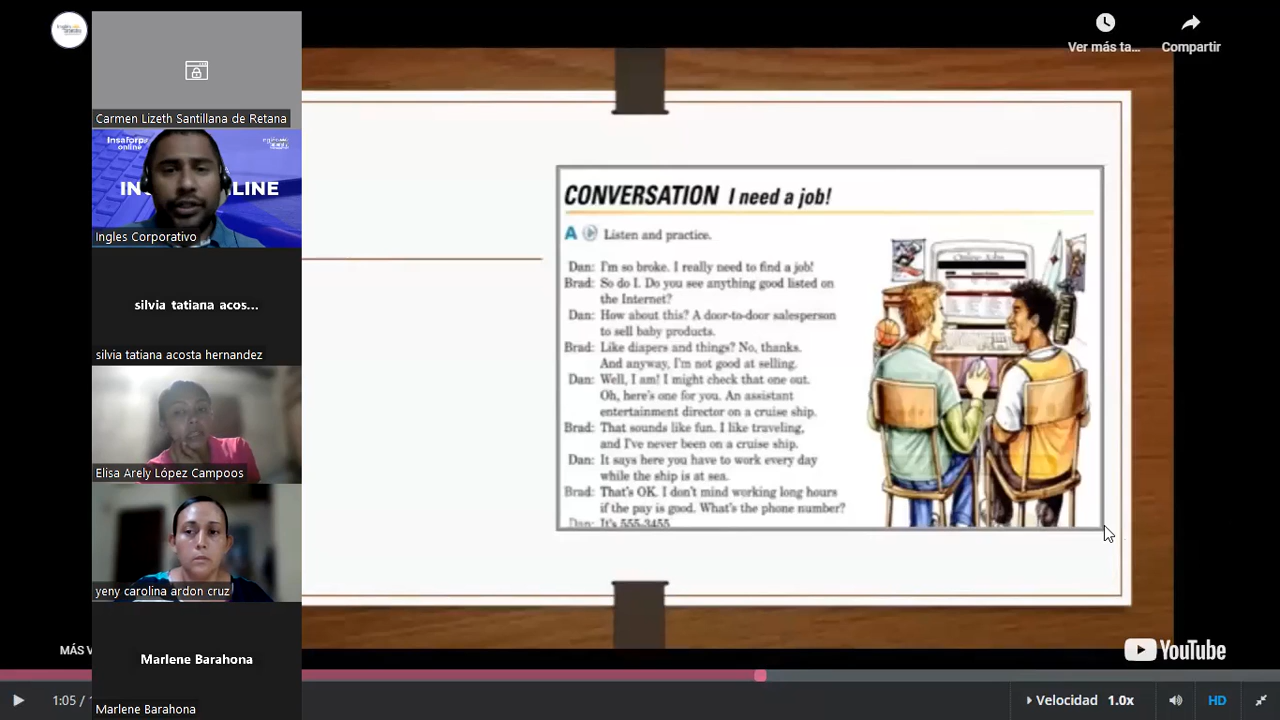 Ver más ta...
Compartir
Carmen Lizeth Santillana de Retana
Insaforp
online
IN
LINE
Ingles Corporativo
silvia tatiana acos...
silvia tatiana acosta hernandez
Elisa Arely López Campoos
yeny carolina ardon cruz
Marlene Barahona
Marlene Barahona
CONVERSATION I need a job!
A Listen and practice.
Dan: I'm so broke. I really need to find a job!
Brad: So do I. Do you see anything good listed on
the Internet?
Dan: How about this? A door-to-door salesperson
to sell baby products.
Brad: Like diapers and things? No, thanks.
And anyway, I'm not good at selling.
Dan: Well, I am! I might check that one out.
Oh, here's one for you. An assistant
entertainment director on a cruise ship.
Brad: That sounds like fun. I like traveling,
and I've never been on a cruise ship.
Dan: It says here you have to work every day
while the ship is at sea.
Brad: That's OK. I don't mind working long hours
if the pay is good. What's the phone number?
Dan: It's 555-3455
Online Jobs
MÁS V
YouTube
1:05 / 1
Velocidad 1.0x
HD